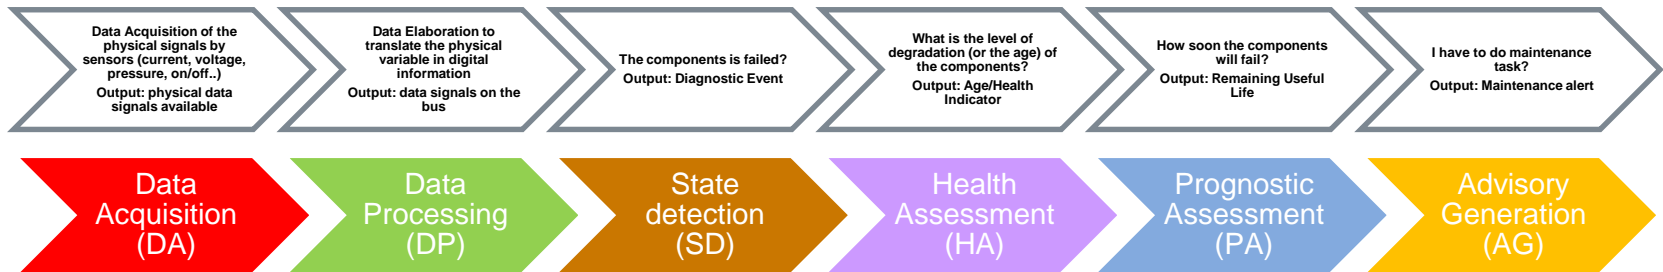 Data Acquisition of the
physical signals by
sensors (current, voltage,
pressure, on/off..)
Output: physical data
signals available
Data Elaboration to
translate the physical
variable in digital
information
Output: data signals on the
bus
The components is failed?
Output: Diagnostic Event
What is the level of
degradation (or the age) of
the components?
Output: Age/Health
Indicator
How soon the components
will fail?
Output: Remaining Useful
Life
I have to do maintenance
task?
Output: Maintenance alert
Data
Acquisition
(DA)
Data
Processing
(DP)
State
detection
(SD)
Health
Assessment
(HA)
Prognostic
Assessment
(PA)
Advisory
Generation
(AG)